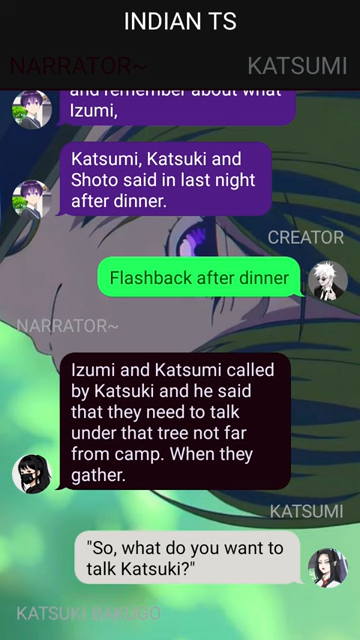 INDIAN TS
NARRATOR~
KATSUMI
and remember about what
Izumi,
Katsumi, Katsuki and
Shoto said in last night
after dinner.
CREATOR
Flashback after dinner
NARRATOR~
Izumi and Katsumi called
by Katsuki and he said
that they need to talk
under that tree not far
from camp. When they
gather.
KATSUMI
"So, what do you want to
talk Katsuki?"
KATSUKI BAKUGO